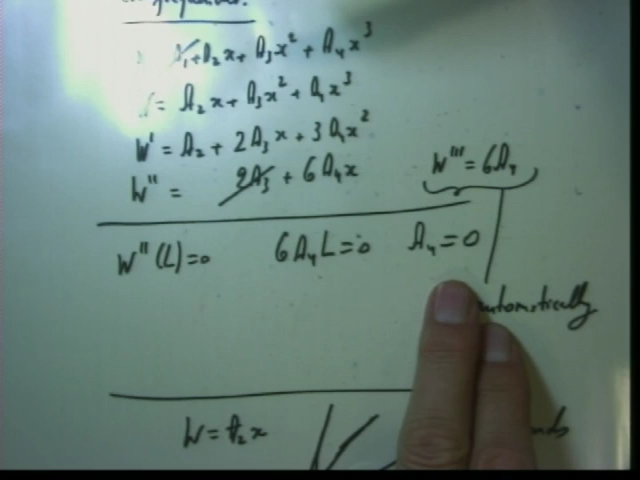 A₁ + A₂x + A₃x² + A₄x³
= A₂x + A₃x² + A₄x³
W' = A₂ + 2A₃x + 3A₄x²
W'' = 2A₃ + 6A₄x
W''' = 6A₄
W''(L)=0 6A₄L=0 A₄=0
automatically
W = A₂x